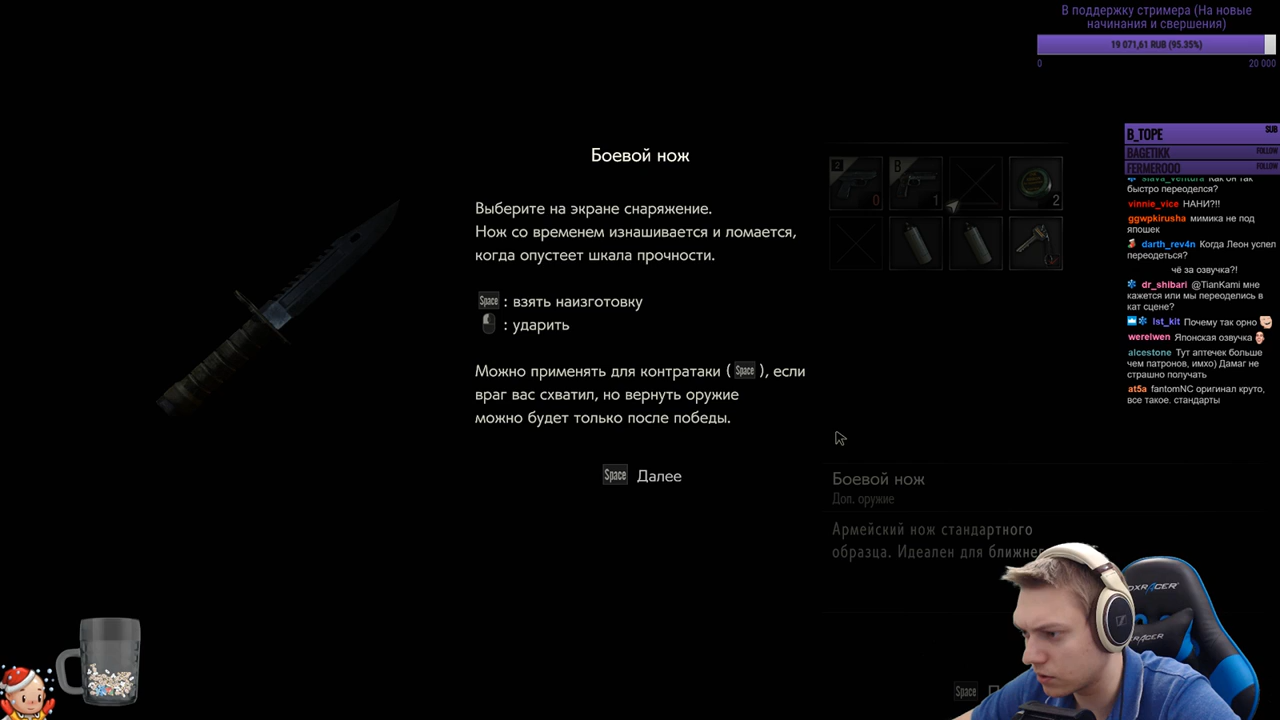 В поддержку стримера (На новые
начинания и свершения)
19 071,61 RUB (95.35%)
0
20 000
Боевой нож
Выберите на экране снаряжение.
Нож со временем изнашивается и ломается,
когда опустеет шкала прочности.
Space : взять наизготовку
: ударить
Можно применять для контратаки ( Space ), если
враг вас схватил, но вернуть оружие
можно будет только после победы.
Space Далее
2
0
B
1
2
B_TOPE SUB
BAGETIKK FOLLOW
FERMEROOO FOLLOW
slava_ventura Как он так
быстро переоделся?
vinnie_vice НАНИ?!!
ggwpkirusha мимика не под
япошек
darth_rev4n Когда Леон успел
переодеться?
чё за озвучка?!
dr_shibari @TianKami мне
кажется или мы переоделись в
кат сцене?
lst_kit Почему так орно
werelwen Японская озвучка
alcestone Тут аптечек больше
чем патронов, имхо) Дамаг не
страшно получать
at5a fantomNC оригинал круто,
все такое. стандарты
Боевой нож
Доп. оружие
Армейский нож стандартного
образца. Идеален для
Space